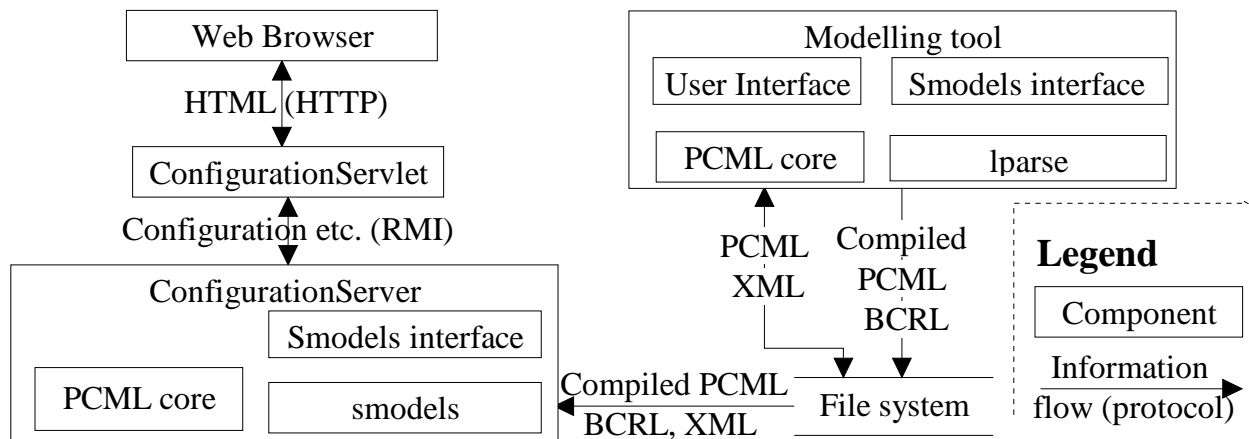 Web Browser
HTML (HTTP)
ConfigurationServlet
Configuration etc. (RMI)
ConfigurationServer
Smodels interface
PCML core
smodels
Modelling tool
User Interface
Smodels interface
PCML core
lparse
PCML
XML
Compiled
PCML
BCRL
Compiled PCML
BCRL, XML
File system
Legend
Component
Information
flow (protocol)